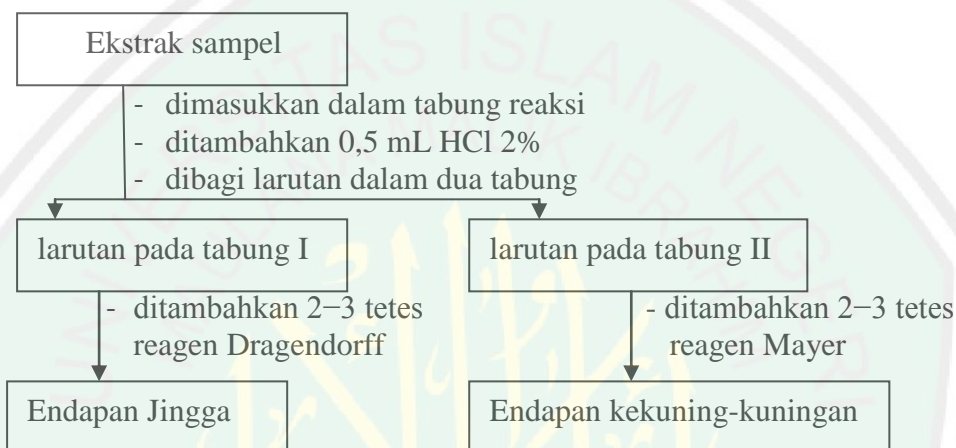 Ekstrak sampel
- dimasukkan dalam tabung reaksi
- ditambahkan 0,5 mL HCl 2%
- dibagi larutan dalam dua tabung
larutan pada tabung I
larutan pada tabung II
- ditambahkan 2−3 tetes
reagen Dragendorff
- ditambahkan 2−3 tetes
reagen Mayer
Endapan Jingga
Endapan kekuning-kuningan